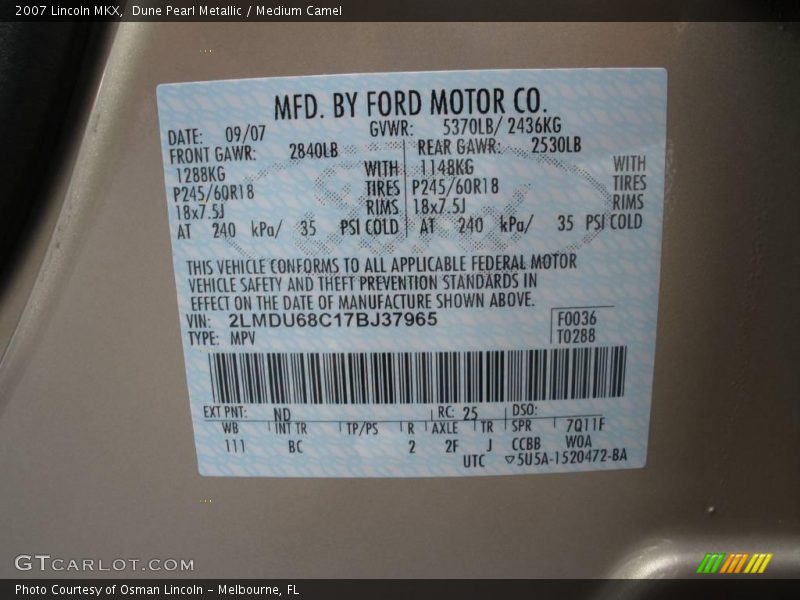 2007 Lincoln MKX, Dune Pearl Metallic / Medium Camel
MFD. BY FORD MOTOR CO.
DATE: 09/07 GVWR: 5370LB/ 2436KG
FRONT GAWR: 2840LB REAR GAWR: 2530LB
1288KG WITH 1148KG WITH
P245/60R18 TIRES P245/60R18 TIRES
18x7.5J RIMS 18x7.5J RIMS
AT 240 kPa/ 35 PSI COLD AT 240 kPa/ 35 PSI COLD
THIS VEHICLE CONFORMS TO ALL APPLICABLE FEDERAL MOTOR
VEHICLE SAFETY AND THEFT PREVENTION STANDARDS IN
EFFECT ON THE DATE OF MANUFACTURE SHOWN ABOVE.
VIN: 2LMDU68C17BJ37965 F0036
TYPE: MPV T0288
EXT PNT: ND RC: 25 DSO:
WB INT TR TP/PS R AXLE TR SPR 7Q11F
111 BC 2 2F J CCBB WOA
UTC ▽5U5A-1520472-BA
GTCARLOT.COM
Photo Courtesy of Osman Lincoln - Melbourne, FL